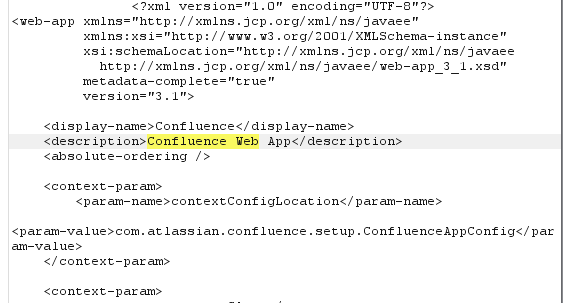 <?xml version="1.0" encoding="UTF-8"?>
<web-app xmlns="http://xmlns.jcp.org/xml/ns/javaee"
xmlns:xsi="http://www.w3.org/2001/XMLSchema-instance"
xsi:schemaLocation="http://xmlns.jcp.org/xml/ns/javaee
http://xmlns.jcp.org/xml/ns/javaee/web-app_3_1.xsd"
metadata-complete="true"
version="3.1">
<display-name>Confluence</display-name>
<description>Confluence Web App</description>
<absolute-ordering />
<context-param>
<param-name>contextConfigLocation</param-name>
<param-value>com.atlassian.confluence.setup.ConfluenceAppConfig</par
am-value>
</context-param>
<context-param>